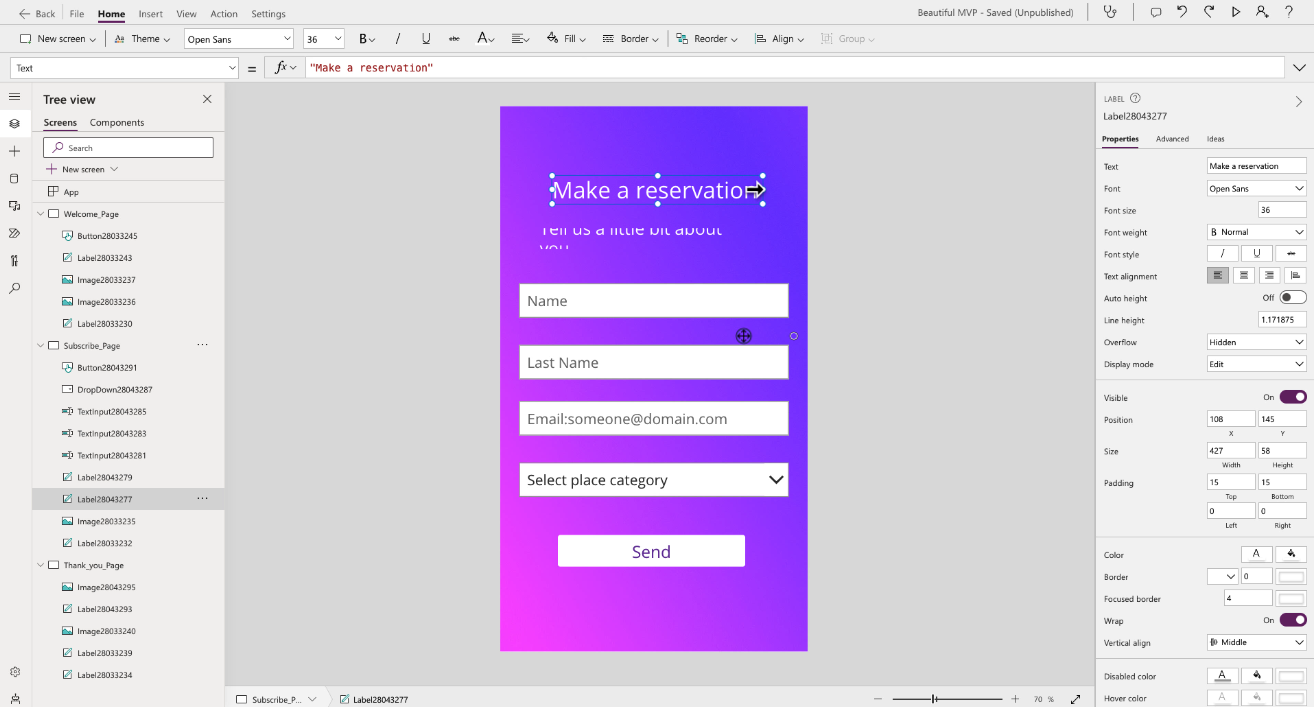 Back File Home Insert View Action Settings Beautiful MVP - Saved (Unpublished) ?
New screen Aa Theme Open Sans 36 B / U abc A Fill Border Reorder Align Group
Text = fx "Make a reservation"
Tree view
Screens Components
Search
New screen
App
Welcome_Page
Button28033245
Label28033243
Image28033237
Image28033236
Label28033230
Subscribe_Page ...
Button28043291
DropDown28043287
TextInput28043285
TextInput28043283
TextInput28043281
Label28043279
Label28043277 ...
Image28033235
Label28033232
Thank_you_Page
Image28043295
Label28043293
Image28033240
Label28033239
Label28033234
Make a reservation
Tell us a little bit about
you
Name
Last Name
Email:someone@domain.com
Select place category
Send
Subscribe_P... Label28043277 70 %
LABEL ?
Label28043277
Properties Advanced Ideas
Text Make a reservation
Font Open Sans
Font size 36
Font weight B Normal
Font style / U abc
Text alignment
Auto height Off
Line height 1.171875
Overflow Hidden
Display mode Edit
Visible On
Position 108 145
X Y
Size 427 58
Width Height
Padding 15 15
Top Bottom
0 0
Left Right
Color A
Border 0
Focused border 4
Wrap On
Vertical align Middle
Disabled color A
Hover color A